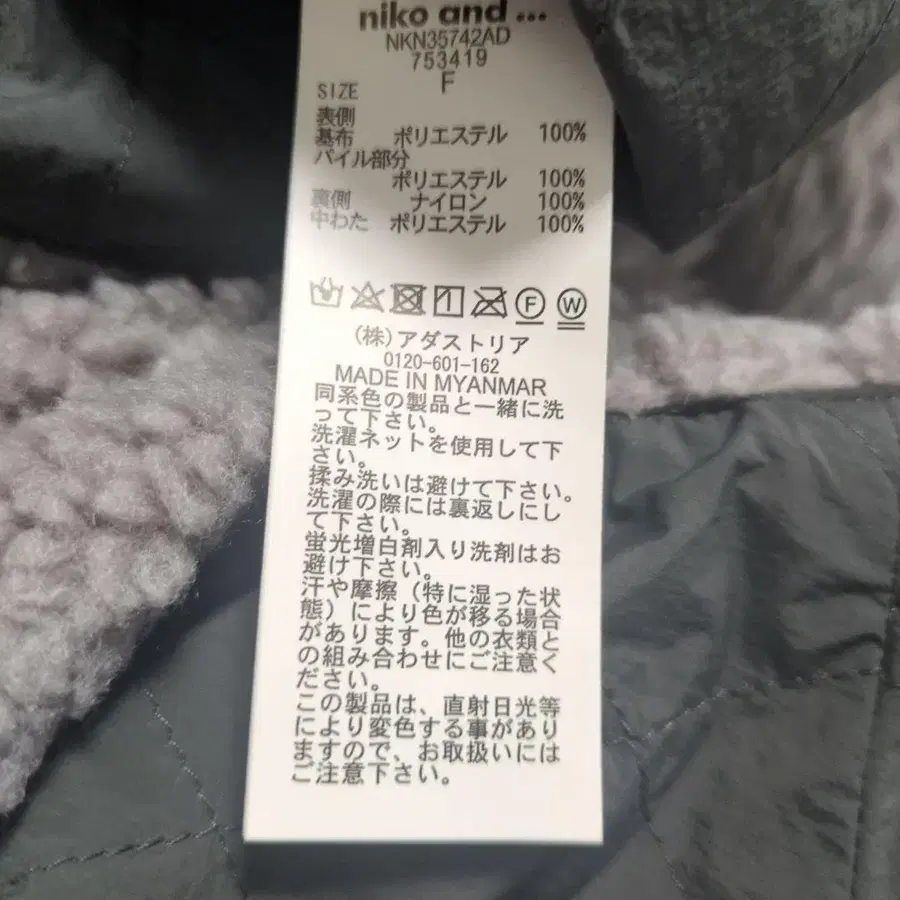 niko and ...
NKN35742AD
753419
SIZE F
表側
基布 ポリエステル 100%
パイル部分
ポリエステル 100%
裏側 ナイロン 100%
中わた ポリエステル 100%
F W
(株)アダストリア
0120-601-162
MADE IN MYANMAR
同系色の製品と一緒に洗
って下さい。
洗濯ネットを使用して下
さい。
揉み洗いは避けて下さい。
洗濯の際には裏返しにし
て下さい。
蛍光増白剤入り洗剤はお
避け下さい。
汗や摩擦（特に湿った状
態）により色が移る場合
があります。他の衣類と
の組み合わせにご注意く
ださい。
この製品は、直射日光等
により変色する事があり
ますので、お取扱いには
ご注意下さい。